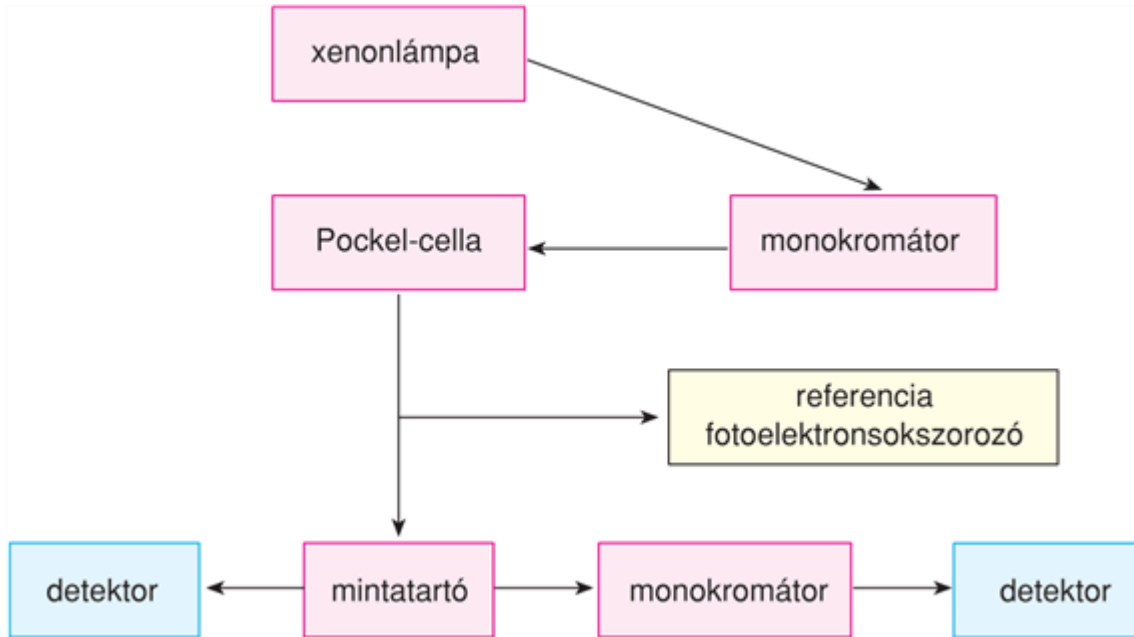 xenonlámpa
Pockel-cella
monokromátor
referencia
fotoelektronsokszorozó
detektor
mintatartó
monokromátor
detektor